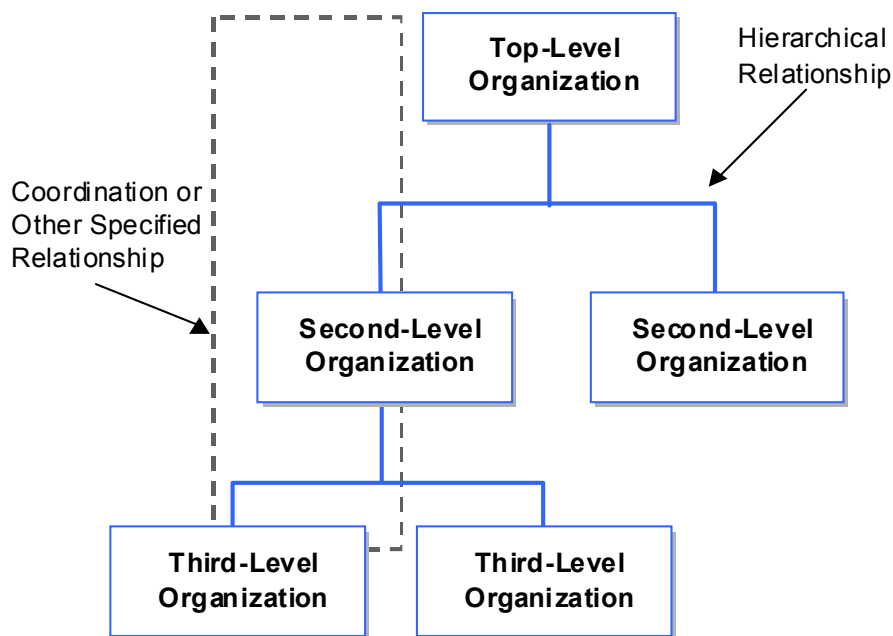 Top-Level
Organization
Hierarchical
Relationship
Coordination or
Other Specified
Relationship
Second-Level
Organization
Second-Level
Organization
Third-Level
Organization
Third-Level
Organization